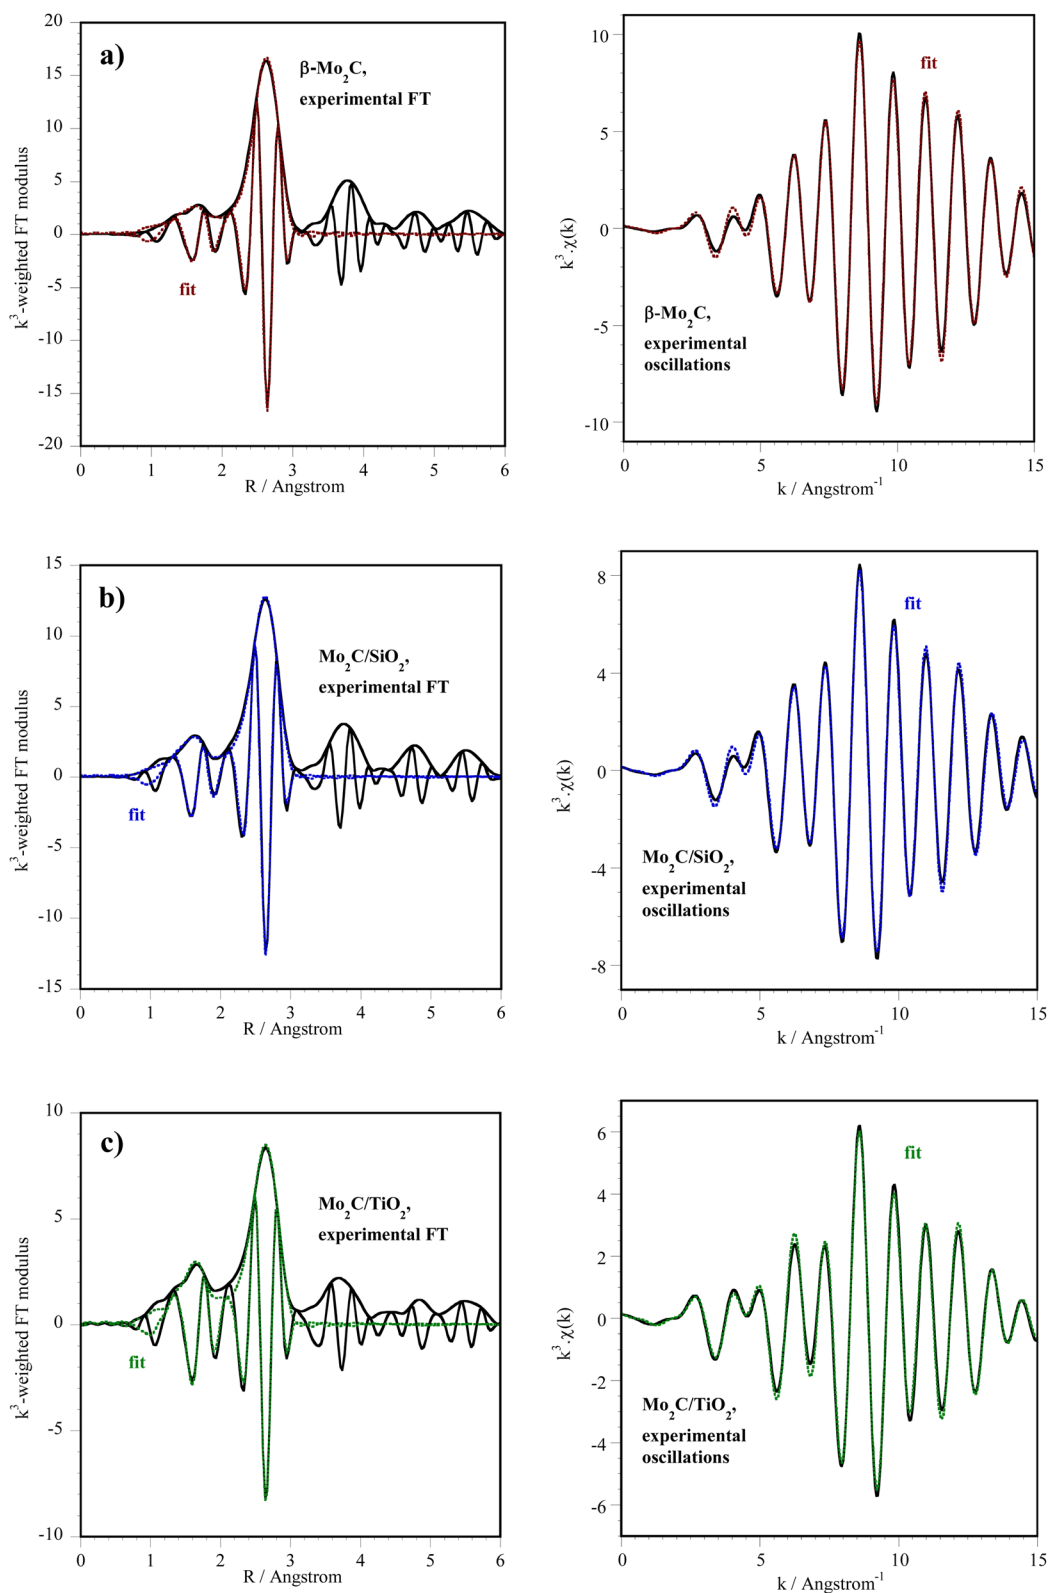 a)
β-Mo₂C,
experimental FT
fit
k³-weighted FT modulus
20
15
10
5
0
-5
-10
-15
-20
0 1 2 3 4 5 6
R / Angstrom
fit
β-Mo₂C,
experimental
oscillations
k³.χ(k)
10
5
0
-5
-10
0 5 10 15
k / Angstrom⁻¹
b)
Mo₂C/SiO₂,
experimental FT
fit
k³-weighted FT modulus
15
10
5
0
-5
-10
-15
0 1 2 3 4 5 6
R / Angstrom
fit
Mo₂C/SiO₂,
experimental
oscillations
k³.χ(k)
8
4
0
-4
-8
0 5 10 15
k / Angstrom⁻¹
c)
Mo₂C/TiO₂,
experimental FT
fit
k³-weighted FT modulus
10
5
0
-5
-10
0 1 2 3 4 5 6
R / Angstrom
fit
Mo₂C/TiO₂,
experimental
oscillations
k³.χ(k)
6
4
2
0
-2
-4
-6
0 5 10 15
k / Angstrom⁻¹